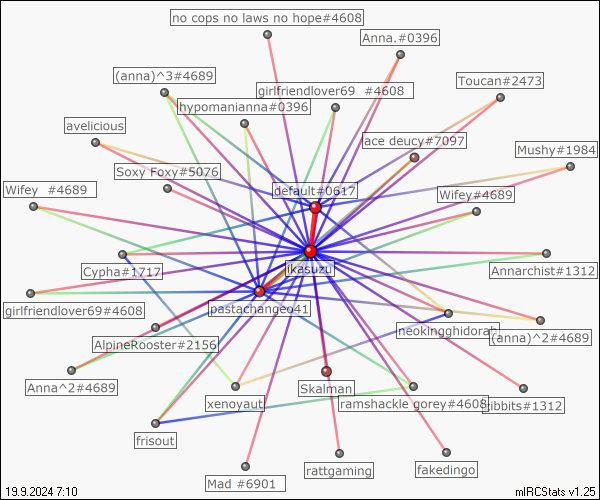 no cops no laws no hope#4608
Anna.#0396
(anna)^3#4689
Toucan#2473
girlfriendlover69 #4608
hypomanianna#0396
avelicious
ace deucy#7097
Mushy#1984
Soxy Foxy#5076
default#0617
Wifey #4689
Wifey#4689
jikasuzu
Cypha#1717
Annarchist#1312
girlfriendlover69#4608
pastachangeo41
neokingghidorah
(anna)^2#4689
AlpineRooster#2156
Anna^2#4689
Skalman
xenoyaut
ramshackle gorey#4608
#1312
frisout
Mad #6901
rattgaming
fakedingo
19.9.2024 7:10
mIRCStats v1.25